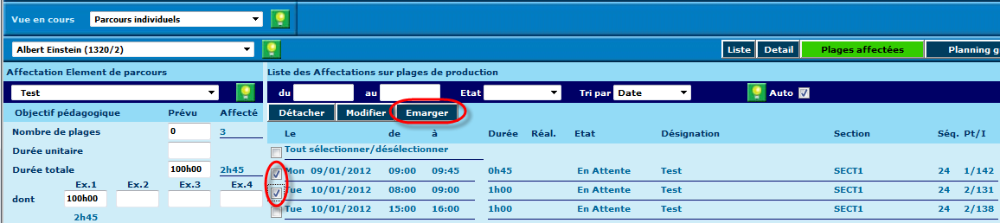 Vue en cours Parcours individuels
Albert Einstein (1320/2) Liste Detail Plages affectées Planning g
Affectation Element de parcours Liste des Affectations sur plages de production
Test du au Etat Tri par Date Auto
Objectif pédagogique Prévu Affecté Détacher Modifier Emarger
Nombre de plages 0 3 Le de à Durée Réal. Etat Désignation Section Séq. Pt/I
Durée unitaire Tout sélectionner/désélectionner
Durée totale 100h00 2h45 Mon 09/01/2012 09:00 09:45 0h45 En Attente Test SECT1 24 1/142
Ex.1 Ex.2 Ex.3 Ex.4 Tue 10/01/2012 08:00 09:00 1h00 En Attente Test SECT1 24 2/131
dont 100h00
2h45 Tue 10/01/2012 15:00 16:00 1h00 En Attente Test SECT1 24 2/138